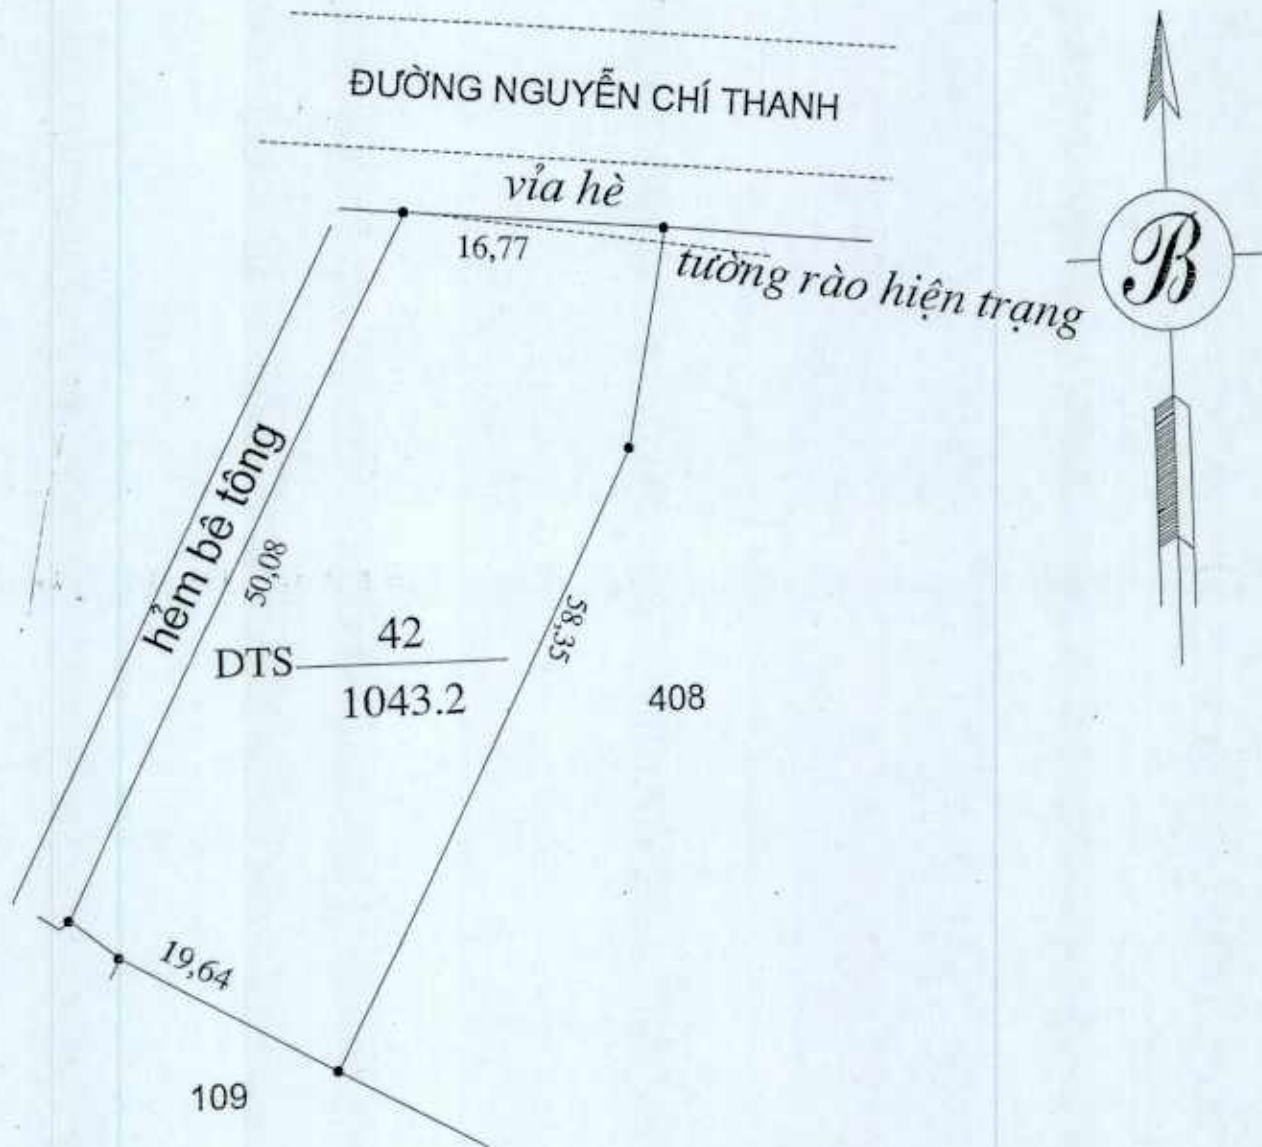 ĐƯỜNG NGUYỄN CHÍ THANH
vỉa hè
16,77
tường rào hiện trạng
B
hẻm bê tông
50,08
42
DTS
1043.2
58,35
408
19,64
109